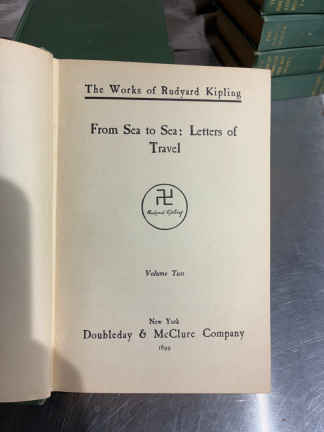 The Works of Rudyard Kipling
From Sea to Sea: Letters of
Travel
Rudyard Kipling
Volume Two
New York
Doubleday & McClure Company
1899